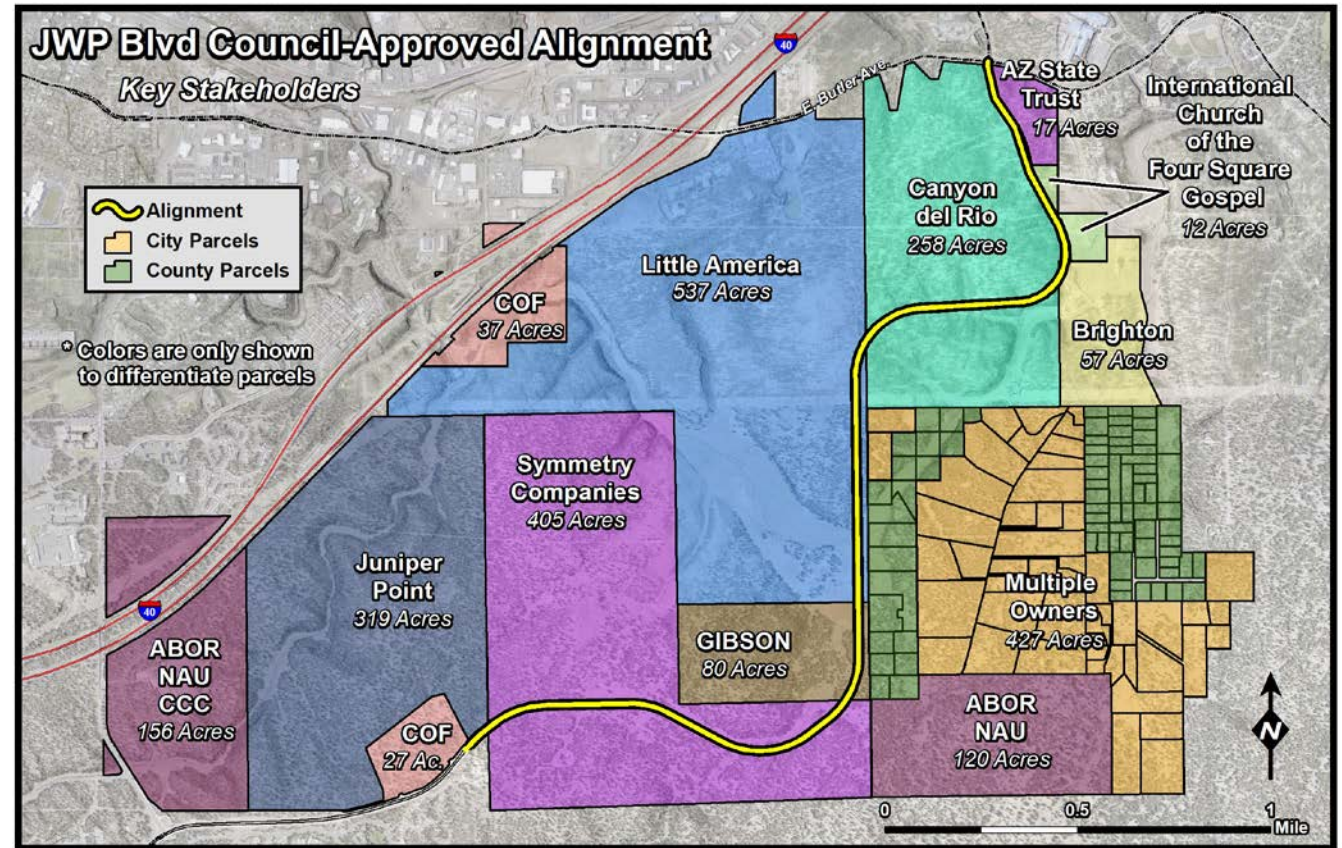 JWP Blvd Council-Approved Alignment
Key Stakeholders
40
E. Butler Ave.
AZ State
Trust
17 Acres
International
Church
of the
Four Square
Gospel
12 Acres
Alignment
City Parcels
County Parcels
* Colors are only shown
to differentiate parcels
Canyon
del Rio
258 Acres
Little America
537 Acres
COF
37 Acres
Brighton
57 Acres
Symmetry
Companies
405 Acres
Juniper
Point
319 Acres
Multiple
Owners
427 Acres
40
GIBSON
80 Acres
ABOR
NAU
CCC
156 Acres
COF
27 Ac.
ABOR
NAU
120 Acres
N
0 0.5 1
Mile